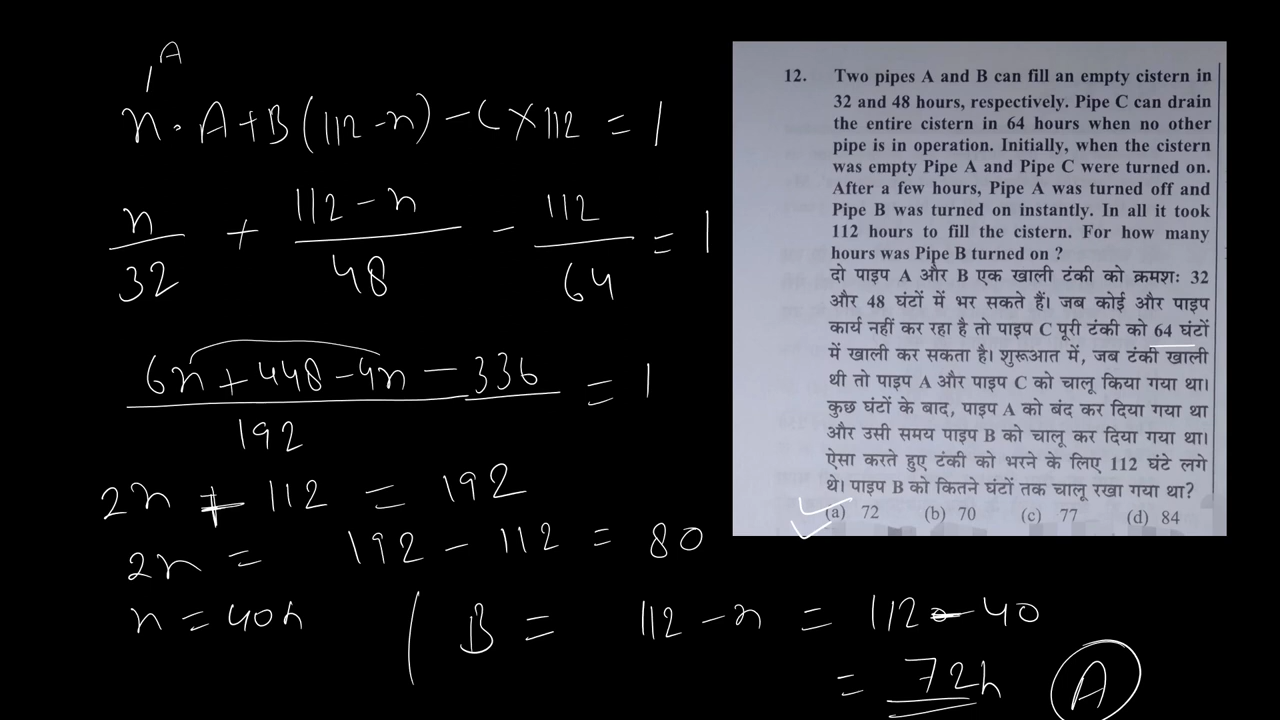 A
n · A + B (112 - n) - C × 112 = 1
n/32 + 112 - n/48 - 112/64 = 1
6n + 448 - 4n - 336/192 = 1
2n + 112 = 192
2n = 192 - 112 = 80
n = 40h
B = 112 - n = 112 - 40
= 72h
A
12. Two pipes A and B can fill an empty cistern in
32 and 48 hours, respectively. Pipe C can drain
the entire cistern in 64 hours when no other
pipe is in operation. Initially, when the cistern
was empty Pipe A and Pipe C were turned on.
After a few hours, Pipe A was turned off and
Pipe B was turned on instantly. In all it took
112 hours to fill the cistern. For how many
hours was Pipe B turned on ?
दो पाइप A और B एक खाली टंकी को क्रमशः 32
और 48 घंटों में भर सकते हैं। जब कोई और पाइप
कार्य नहीं कर रहा है तो पाइप C पूरी टंकी को 64 घंटों
में खाली कर सकता है। शुरूआत में, जब टंकी खाली
थी तो पाइप A और पाइप C को चालू किया गया था।
कुछ घंटों के बाद, पाइप A को बंद कर दिया गया था
और उसी समय पाइप B को चालू कर दिया गया था।
ऐसा करते हुए टंकी को भरने के लिए 112 घंटे लगे
थे। पाइप B को कितने घंटों तक चालू रखा गया था?
(a) 72 (b) 70 (c) 77 (d) 84